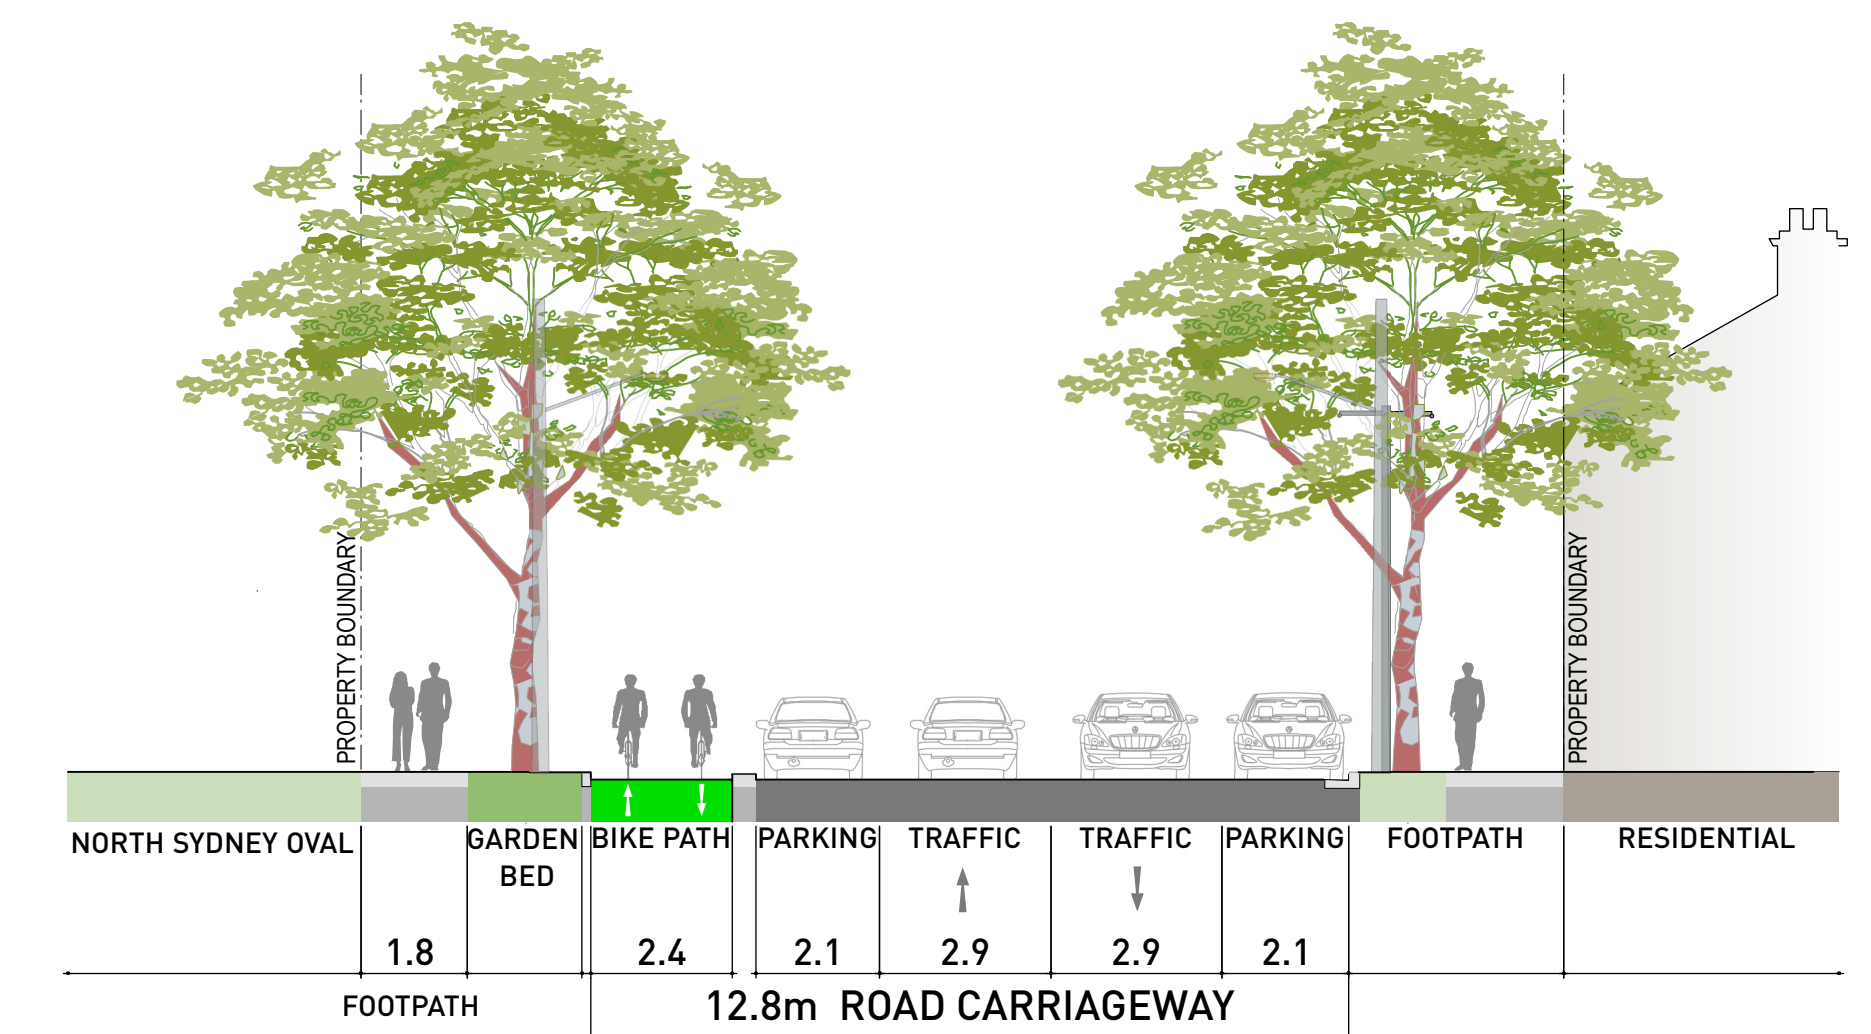 PROPERTY BOUNDARY
PROPERTY BOUNDARY
NORTH SYDNEY OVAL
GARDEN
BED
BIKE PATH
PARKING
TRAFFIC
TRAFFIC
PARKING
FOOTPATH
RESIDENTIAL
1.8
2.4
2.1
2.9
2.9
2.1
FOOTPATH
12.8m ROAD CARRIAGEWAY